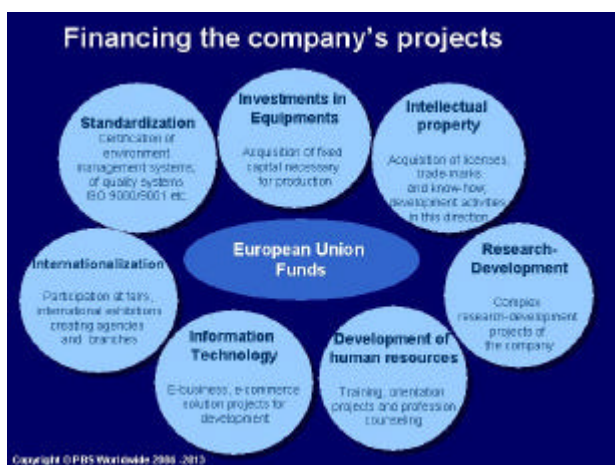 Financing the company's projects
Standardization
Certification of
environment
management systems,
of quality systems
ISO 9000/9001 etc
Investments in
Equipments
Acquisition of fixed
capital necessary
for production
Intellectual
property
Acquisition of licenses,
trade-marks
and know-how,
development activities
in this direction
European Union
Funds
Internationalization
Participation at fairs,
international exhibitions
creating agencies
and branches
Research-
Development
Complex
research-development
projects of
the company
Information
Technology
E-business, e-commerce
solution projects for
development
Development of
human resources
Training, orientation
projects and profession
counseling
Copyright © PBS Worldwide 2006 -2013